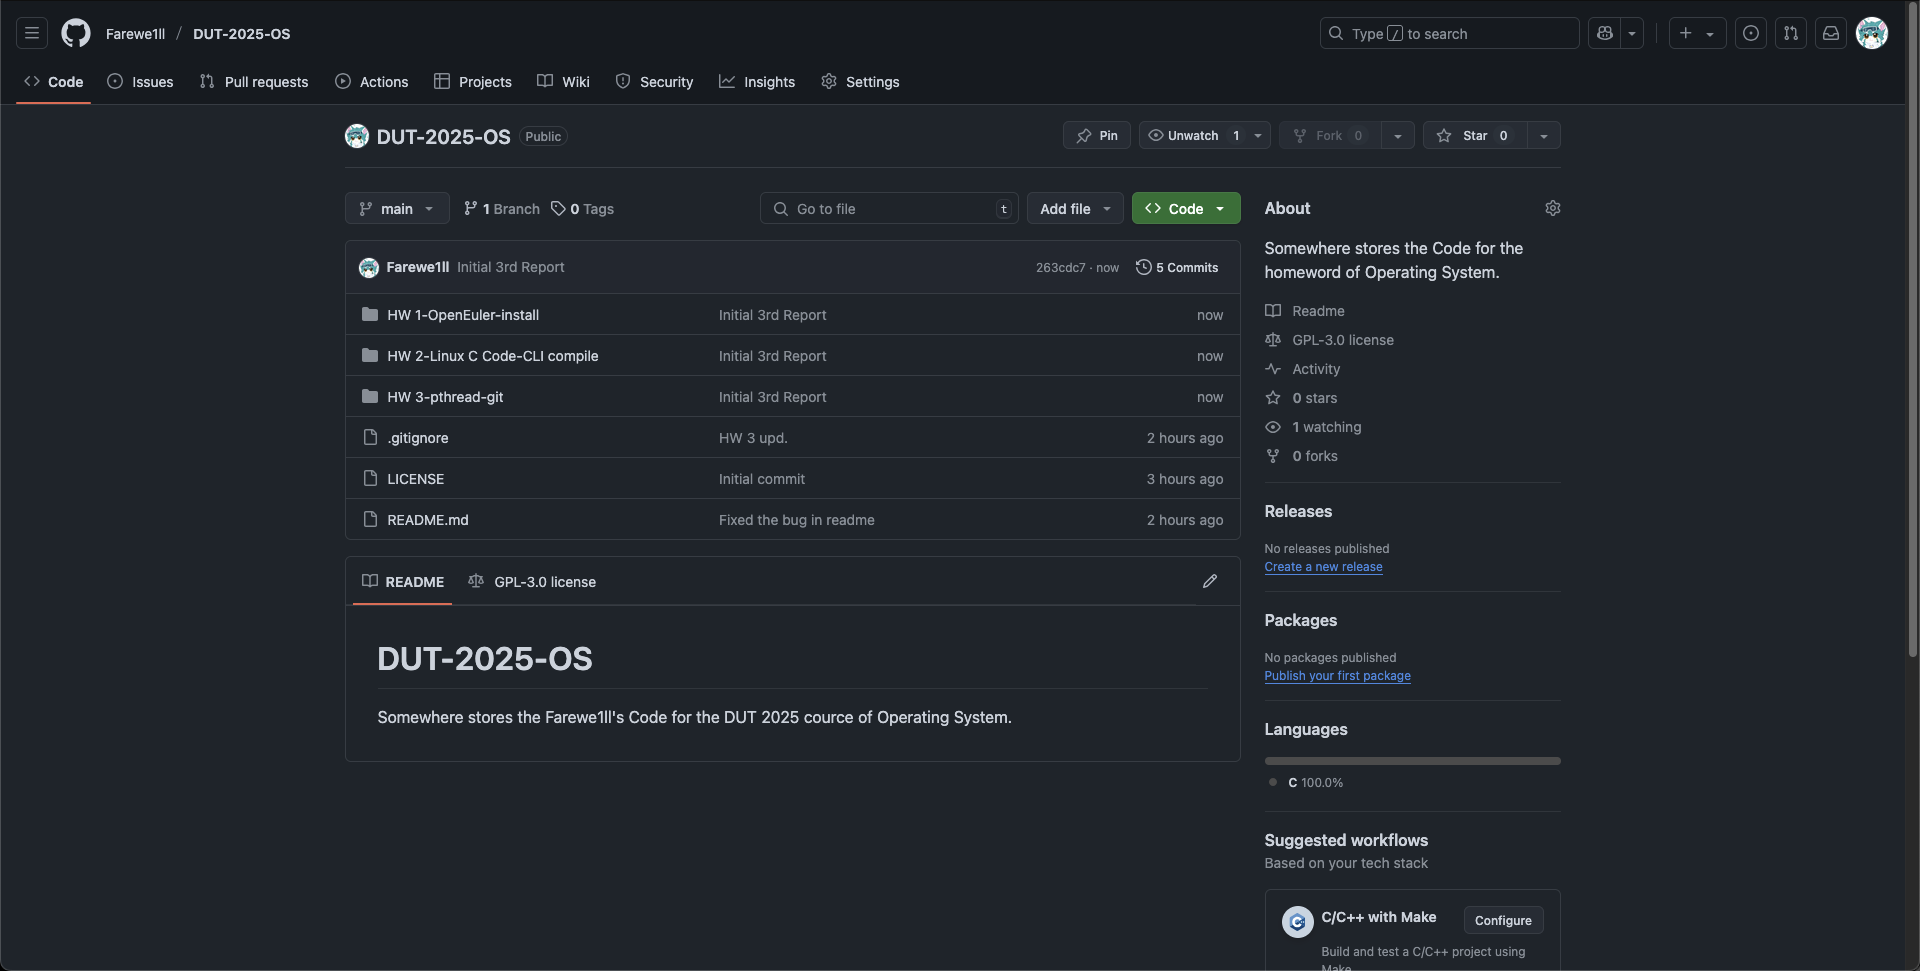 Farewe1ll / DUT-2025-OS
Type / to search
Code Issues Pull requests Actions Projects Wiki Security Insights Settings
DUT-2025-OS Public
Pin Unwatch 1 Fork 0 Star 0
main 1 Branch 0 Tags
Go to file t
Add file
Code
Farewe1ll Initial 3rd Report 263cdc7 · now 5 Commits
HW 1-OpenEuler-install Initial 3rd Report now
HW 2-Linux C Code-CLI compile Initial 3rd Report now
HW 3-pthread-git Initial 3rd Report now
.gitignore HW 3 upd. 2 hours ago
LICENSE Initial commit 3 hours ago
README.md Fixed the bug in readme 2 hours ago
README GPL-3.0 license
DUT-2025-OS
Somewhere stores the Farewe1ll's Code for the DUT 2025 cource of Operating System.
About
Somewhere stores the Code for the
homeword of Operating System.
Readme
GPL-3.0 license
Activity
0 stars
1 watching
0 forks
Releases
No releases published
Create a new release
Packages
No packages published
Publish your first package
Languages
C 100.0%
Suggested workflows
Based on your tech stack
C/C++ with Make
Configure
Build and test a C/C++ project using
Make.